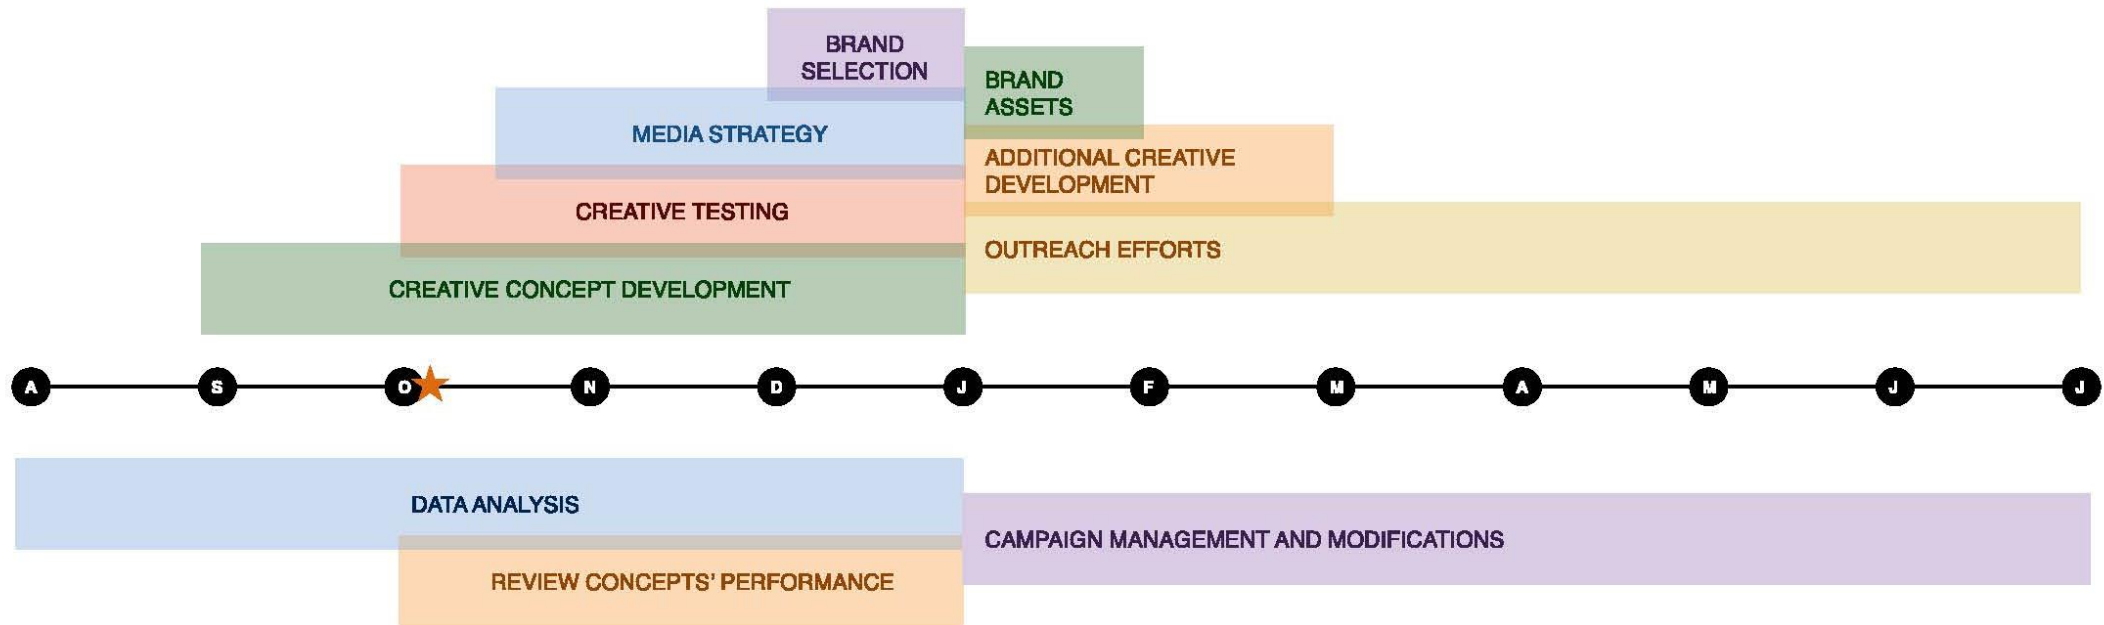 BRAND
SELECTION
BRAND
ASSETS
MEDIA STRATEGY
ADDITIONAL CREATIVE
DEVELOPMENT
CREATIVE TESTING
OUTREACH EFFORTS
CREATIVE CONCEPT DEVELOPMENT
A S O N D J F M A M J J
DATA ANALYSIS
CAMPAIGN MANAGEMENT AND MODIFICATIONS
REVIEW CONCEPTS' PERFORMANCE